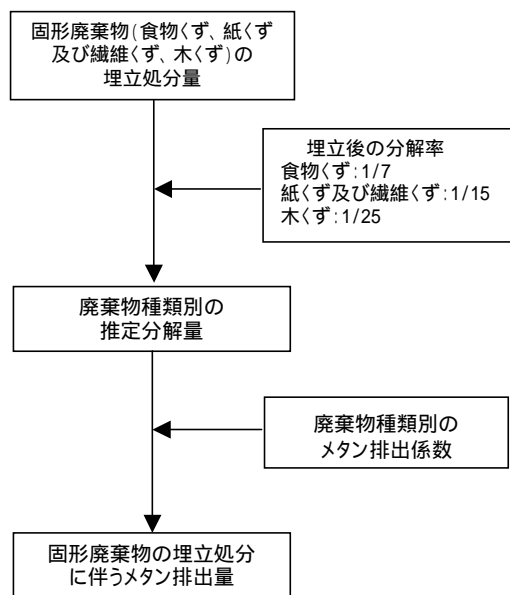 固形廃棄物(食物くず、紙くず
及び繊維くず、木くず)の
埋立処分量
埋立後の分解率
食物くず:1/7
紙くず及び繊維くず:1/15
木くず:1/25
廃棄物種類別の
推定分解量
廃棄物種類別の
メタン排出係数
固形廃棄物の埋立処分
に伴うメタン排出量